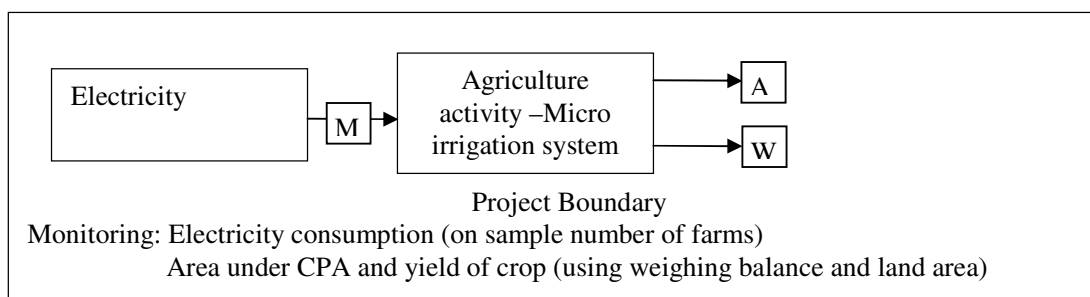 Electricity
M
Agriculture
activity –Micro
irrigation system
A
W
Project Boundary
Monitoring: Electricity consumption (on sample number of farms)
Area under CPA and yield of crop (using weighing balance and land area)